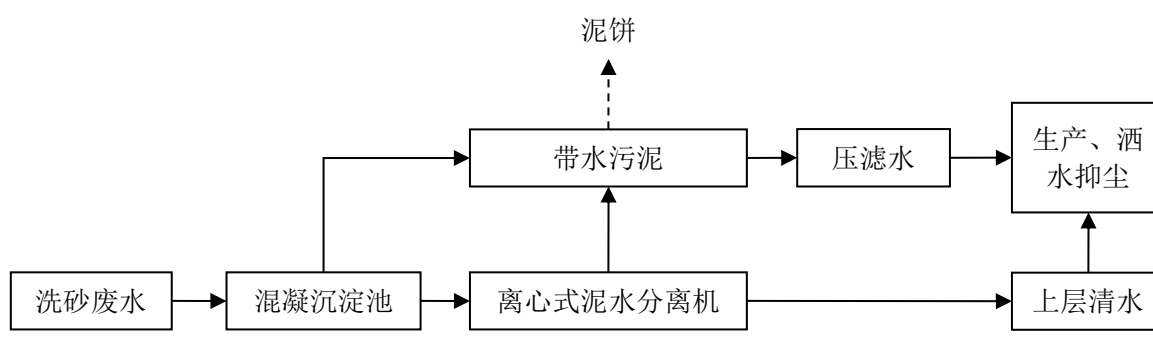 泥饼
带水污泥
压滤水
生产、洒
水抑尘
洗砂废水
混凝沉淀池
离心式泥水分离机
上层清水